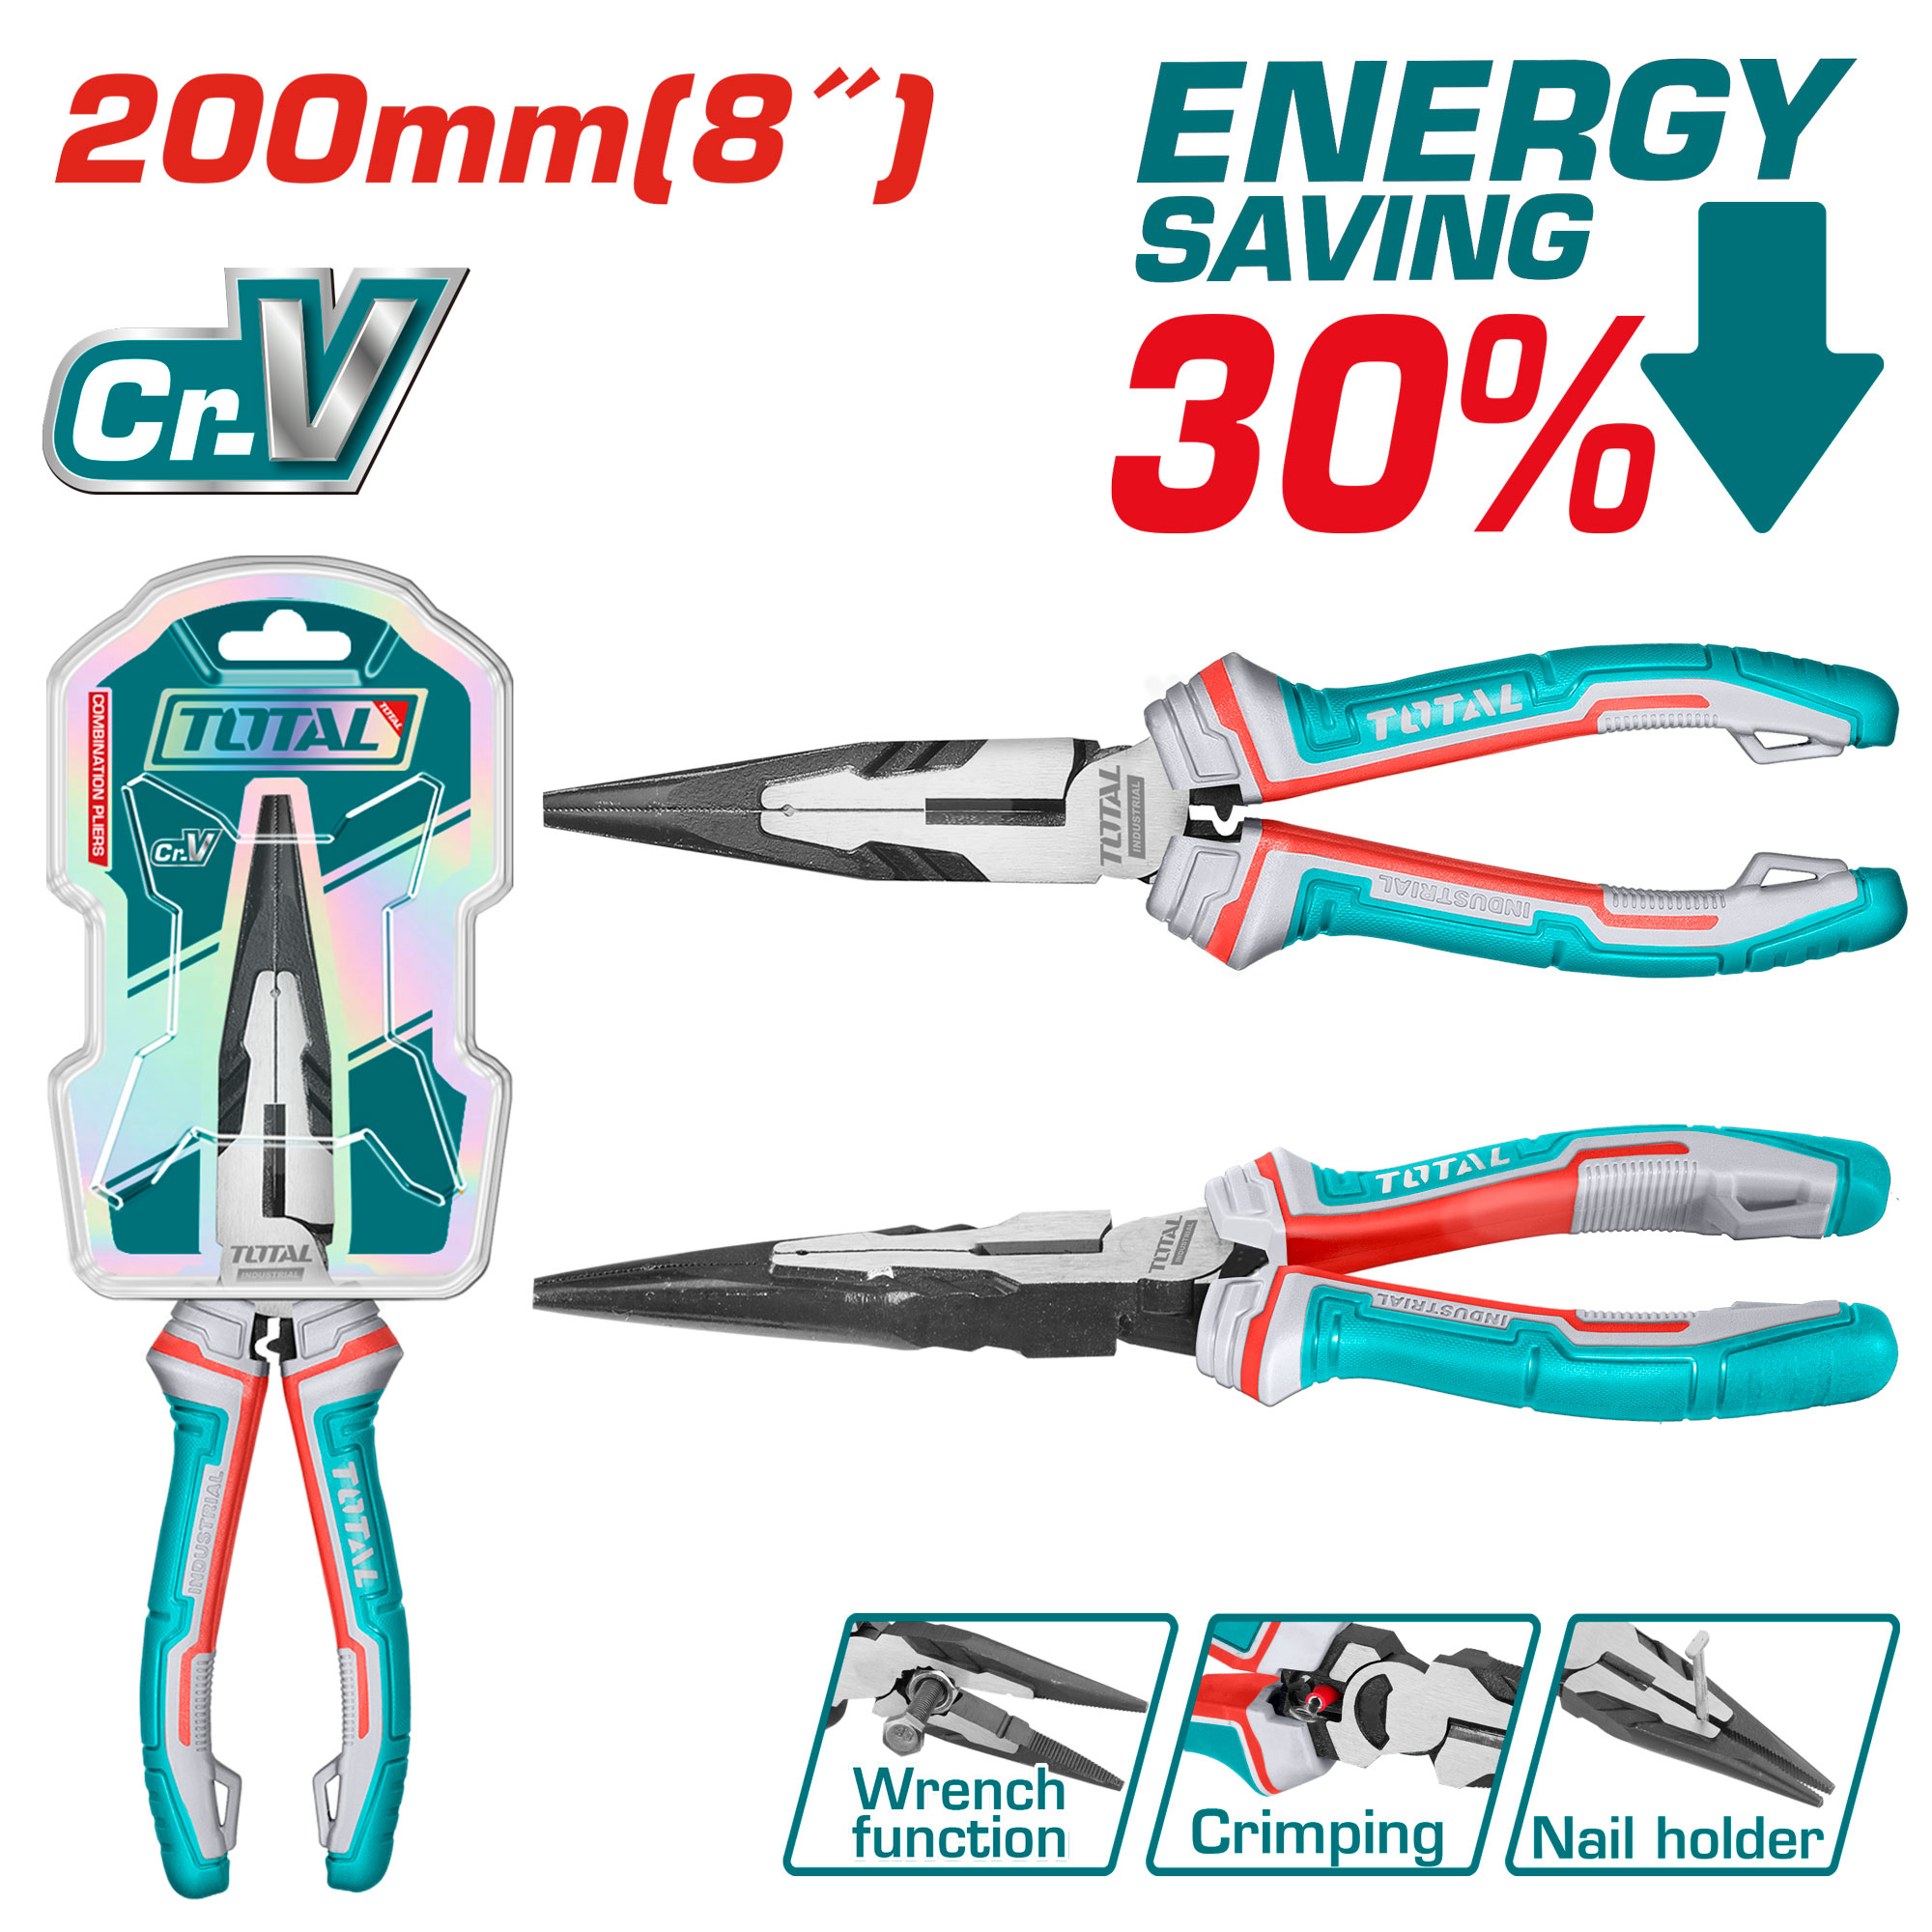 200mm(8")
ENERGY
SAVING
30%
Cr.V
TOTAL
TOTAL
COMBINATION PLIERS
Cr.V
TOTAL
INDUSTRIAL
INDUSTRIAL
TOTAL
TOTAL
INDUSTRIAL
TOTAL
INDUSTRIAL
TOTAL
INDUSTRIAL
TOTAL
INDUSTRIAL
Wrench
function
Crimping
Nail holder